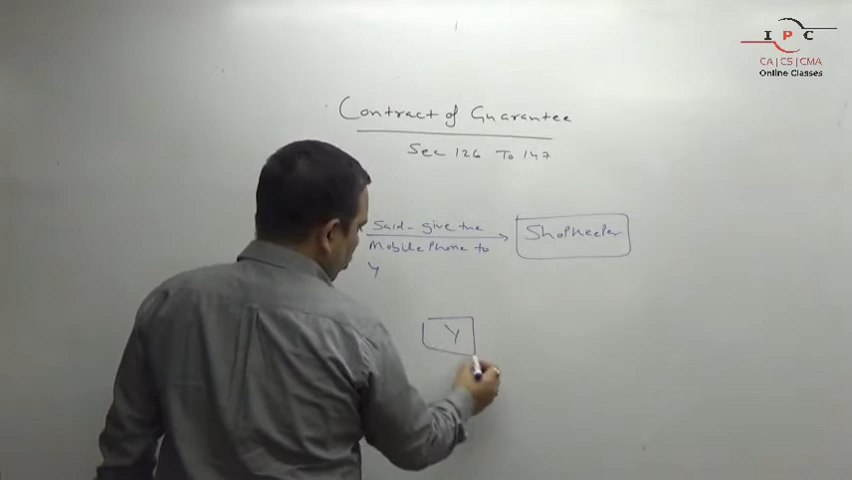 I P C
CA | CS | CMA
Online Classes
Contract of Guarantee
Sec 126 To 147
Said - give the
Mobile Phone to
Y
Shopkeeper
Y